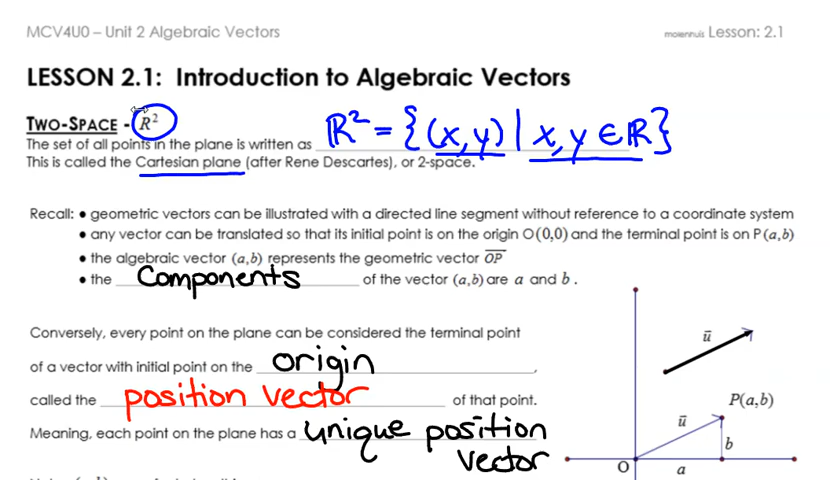 MCV4U0 – Unit 2 Algebraic Vectors Lesson: 2.1
LESSON 2.1: Introduction to Algebraic Vectors
TWO-SPACE - R²
The set of all points in the plane is written as ℝ² = {(x,y) | x, y ∈ ℝ}
This is called the Cartesian plane (after Rene Descartes), or 2-space.
Recall: • geometric vectors can be illustrated with a directed line segment without reference to a coordinate system
• any vector can be translated so that its initial point is on the origin O(0,0) and the terminal point is on P(a,b)
• the algebraic vector (a,b) represents the geometric vector OP
• the Components of the vector (a,b) are a and b.
Conversely, every point on the plane can be considered the terminal point
of a vector with initial point on the origin,
called the position vector of that point.
Meaning, each point on the plane has a unique position
vector
u
P(a,b)
u
b
O a